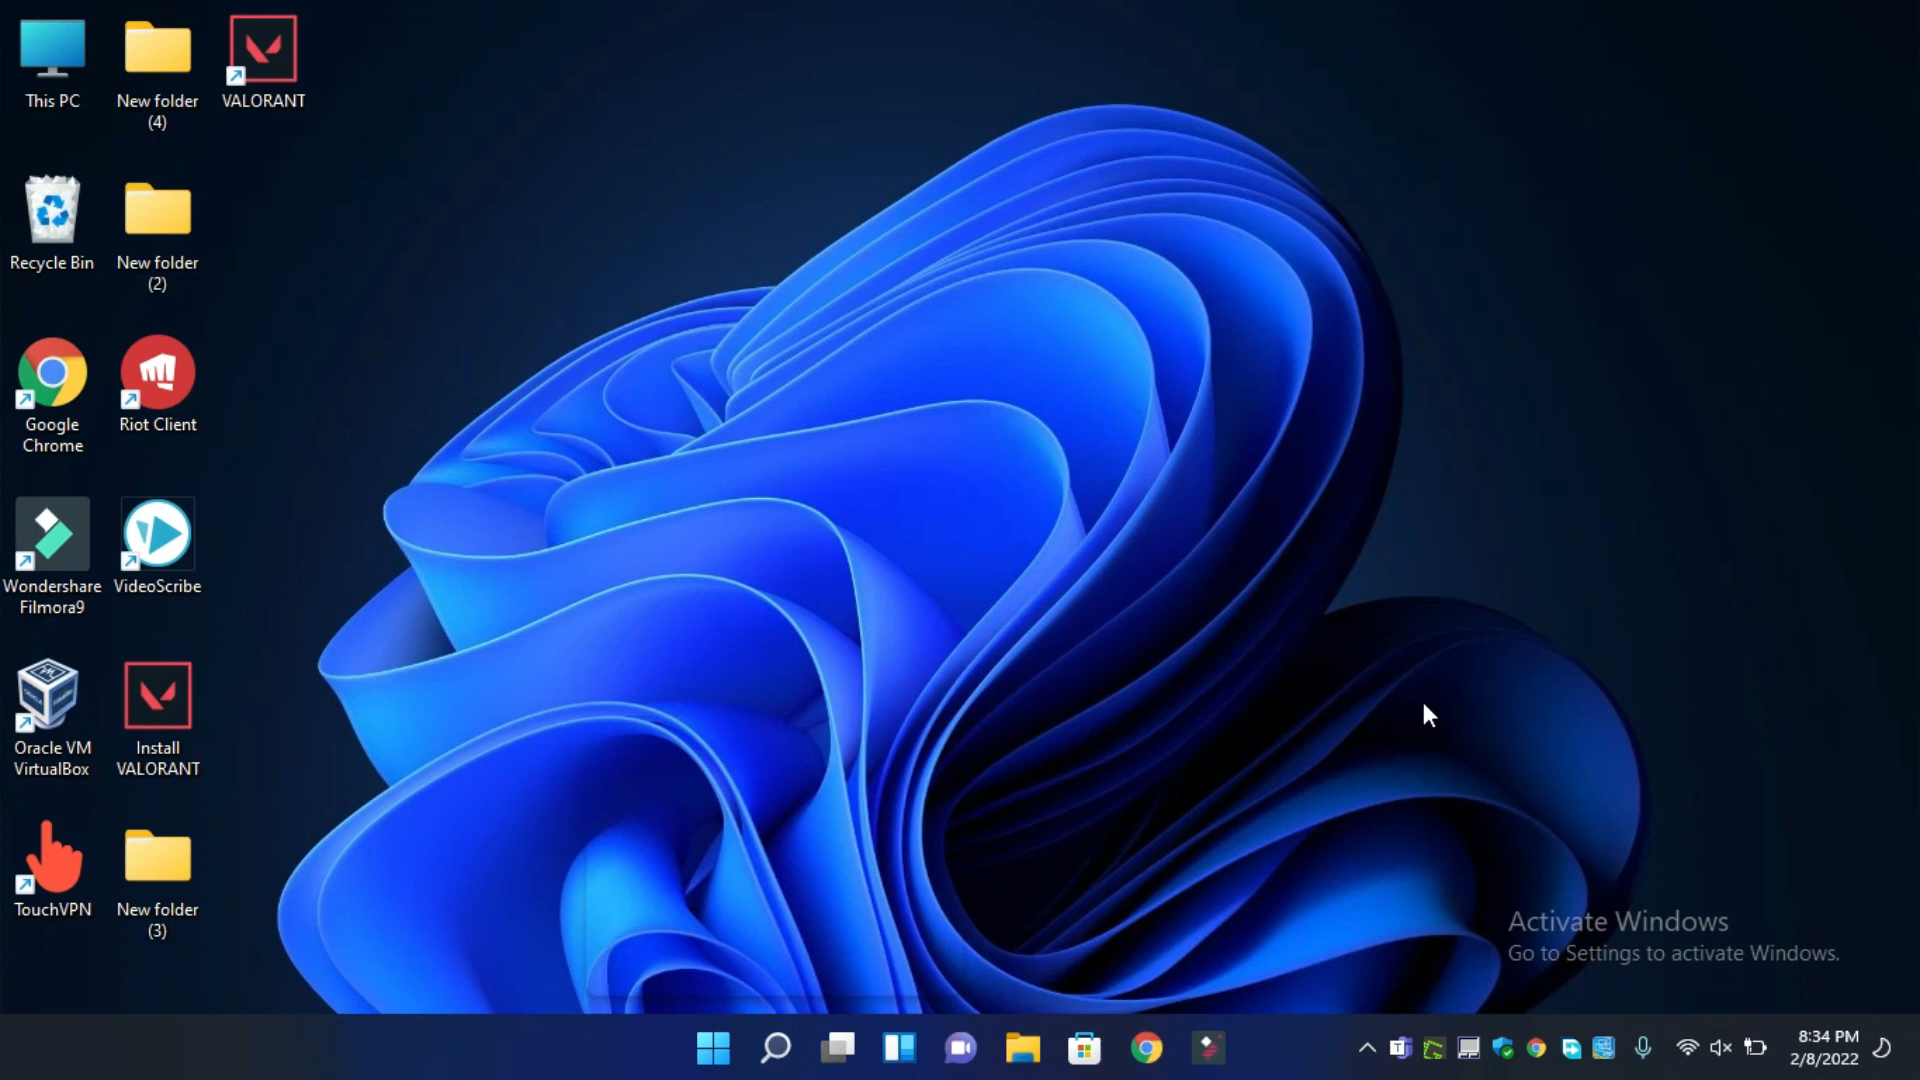 This PC
New folder
(4)
VALORANT
Recycle Bin
New folder
(2)
Google
Chrome
Riot Client
Wondershare
Filmora9
VideoScribe
Oracle VM
VirtualBox
Install
VALORANT
TouchVPN
New folder
(3)
Activate Windows
Go to Settings to activate Windows.
8:34 PM
2/8/2022